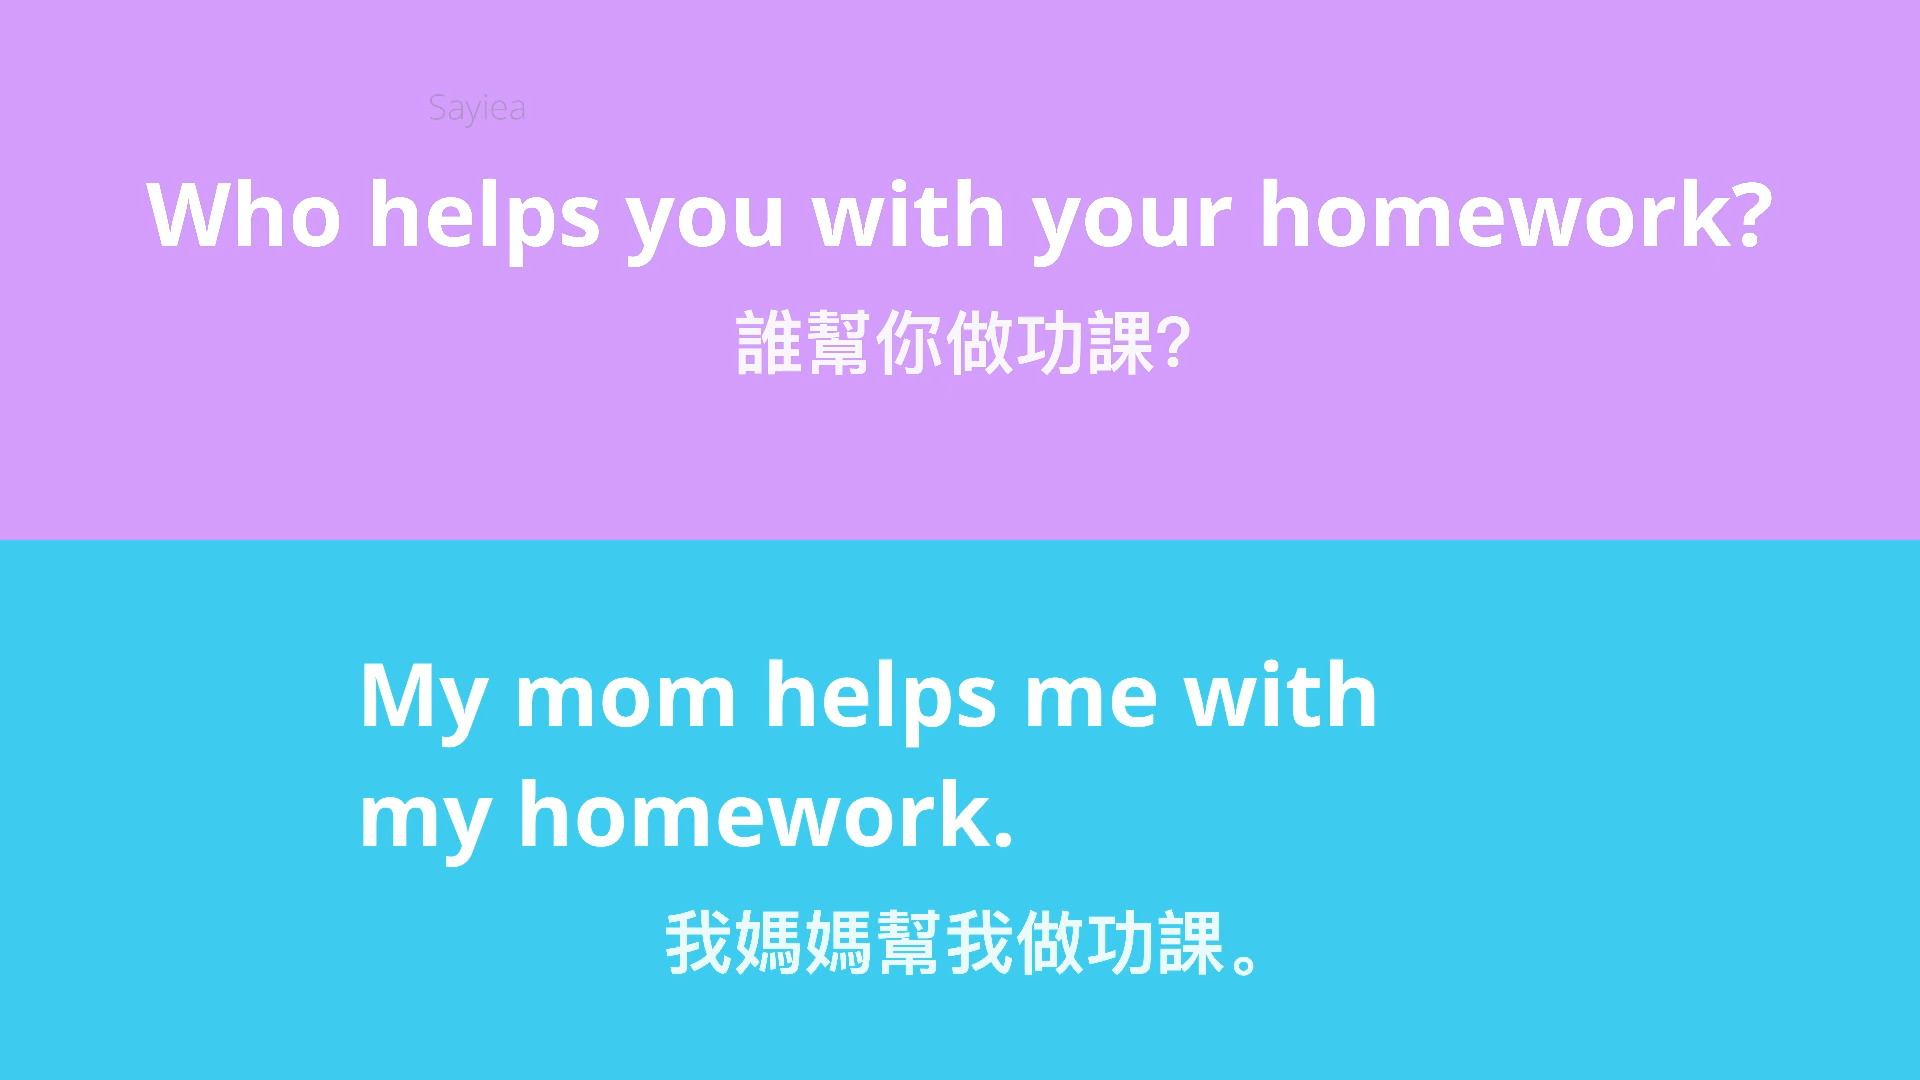 Sayiea
Who helps you with your homework?
誰幫你做功課?
My mom helps me with
my homework.
我媽媽幫我做功課。